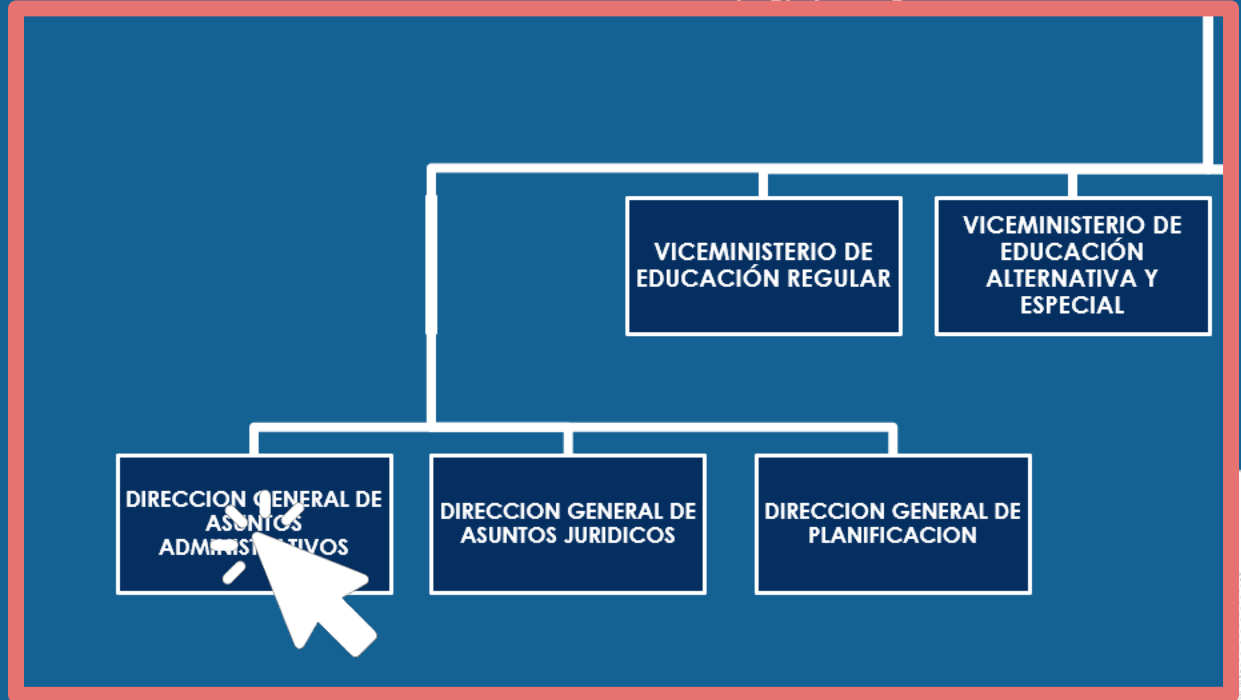 VICEMINISTERIO DE
EDUCACIÓN REGULAR
VICEMINISTERIO DE
EDUCACIÓN
ALTERNATIVA Y
ESPECIAL
DIRECCION GENERAL DE
ASUNTOS
ADMINISTRATIVOS
DIRECCION GENERAL DE
ASUNTOS JURIDICOS
DIRECCION GENERAL DE
PLANIFICACION